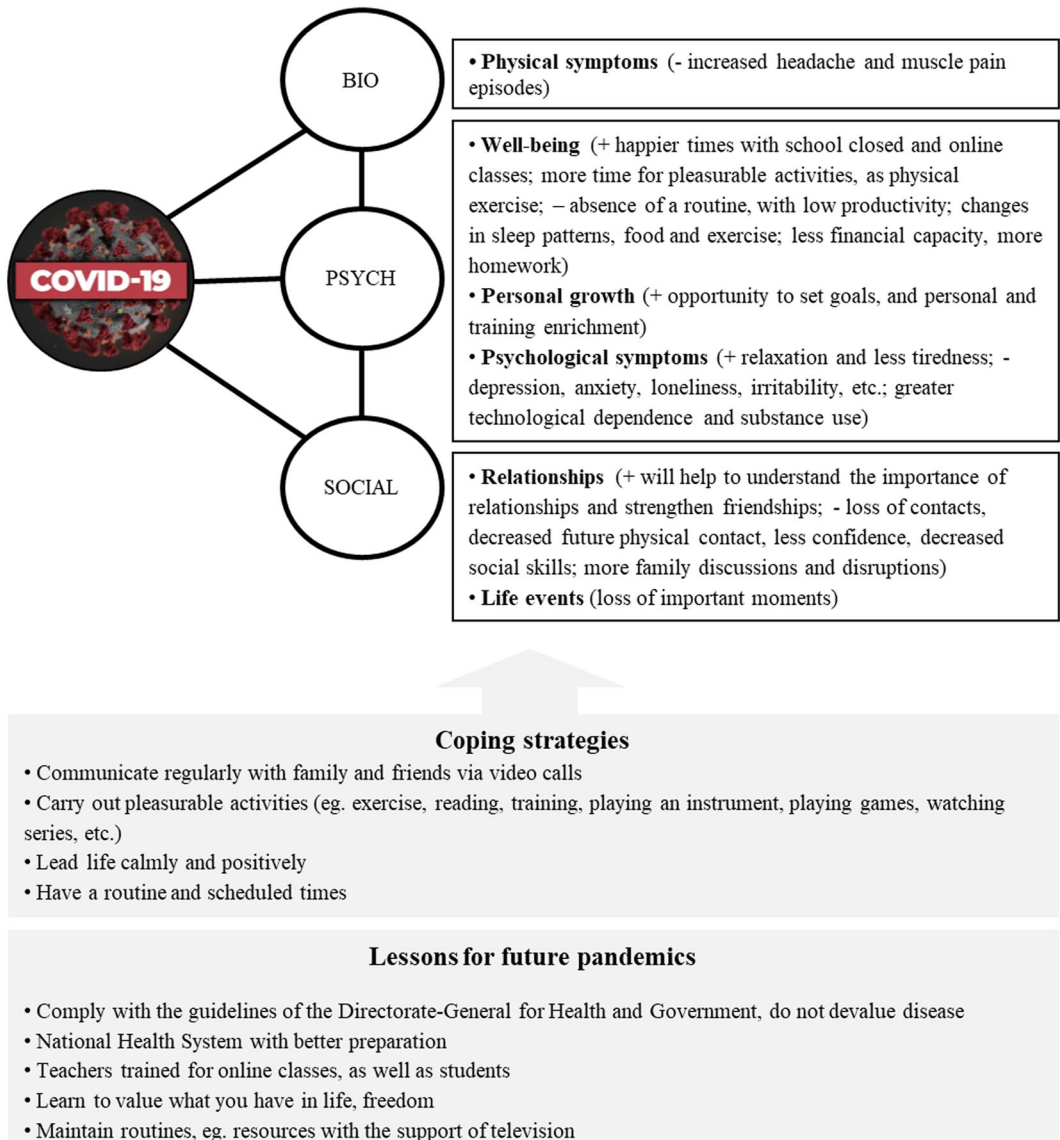 BIO
• Physical symptoms (- increased headache and muscle pain
episodes)
COVID-19
PSYCH
• Well-being (+ happier times with school closed and online
classes; more time for pleasurable activities, as physical
exercise; – absence of a routine, with low productivity; changes
in sleep patterns, food and exercise; less financial capacity, more
homework)
• Personal growth (+ opportunity to set goals, and personal and
training enrichment)
• Psychological symptoms (+ relaxation and less tiredness; -
depression, anxiety, loneliness, irritability, etc.; greater
technological dependence and substance use)
SOCIAL
• Relationships (+ will help to understand the importance of
relationships and strengthen friendships; - loss of contacts,
decreased future physical contact, less confidence, decreased
social skills; more family discussions and disruptions)
• Life events (loss of important moments)
Coping strategies
• Communicate regularly with family and friends via video calls
• Carry out pleasurable activities (eg. exercise, reading, training, playing an instrument, playing games, watching
series, etc.)
• Lead life calmly and positively
• Have a routine and scheduled times
Lessons for future pandemics
• Comply with the guidelines of the Directorate-General for Health and Government, do not devalue disease
• National Health System with better preparation
• Teachers trained for online classes, as well as students
• Learn to value what you have in life, freedom
• Maintain routines, eg. resources with the support of television